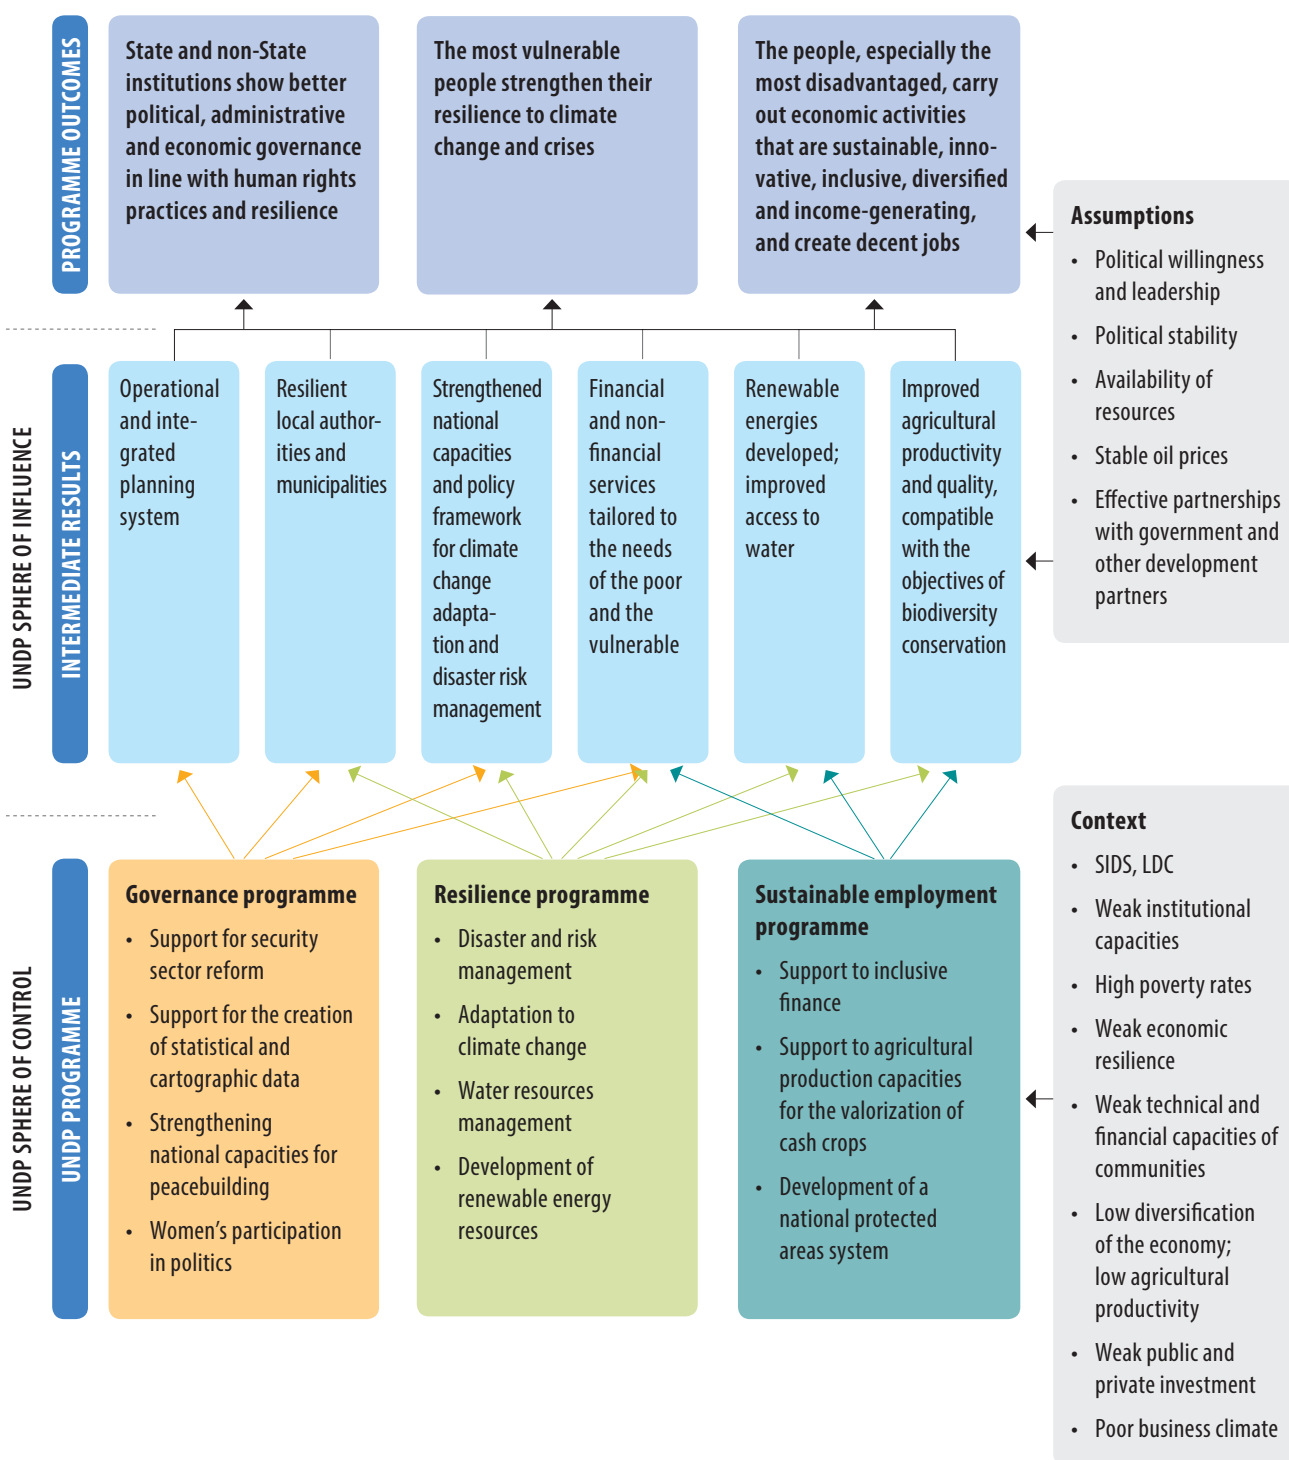 PROGRAMME OUTCOMES
State and non-State
institutions show better
political, administrative
and economic governance
in line with human rights
practices and resilience
The most vulnerable
people strengthen their
resilience to climate
change and crises
The people, especially the
most disadvantaged, carry
out economic activities
that are sustainable, inno-
vative, inclusive, diversified
and income-generating,
and create decent jobs
Assumptions
• Political willingness
and leadership
• Political stability
• Availability of
resources
• Stable oil prices
• Effective partnerships
with government and
other development
partners
UNDP SPHERE OF INFLUENCE
INTERMEDIATE RESULTS
Operational
and inte-
grated
planning
system
Resilient
local author-
ities and
municipalities
Strengthened
national
capacities
and policy
framework
for climate
change
adapta-
tion and
disaster risk
management
Financial
and non-
financial
services
tailored to
the needs
of the poor
and the
vulnerable
Renewable
energies
developed;
improved
access to
water
Improved
agricultural
productivity
and quality,
compatible
with the
objectives of
biodiversity
conservation
UNDP SPHERE OF CONTROL
UNDP PROGRAMME
Governance programme
• Support for security
sector reform
• Support for the creation
of statistical and
cartographic data
• Strengthening
national capacities for
peacebuilding
• Women's participation
in politics
Resilience programme
• Disaster and risk
management
• Adaptation to
climate change
• Water resources
management
• Development of
renewable energy
resources
Sustainable employment
programme
• Support to inclusive
finance
• Support to agricultural
production capacities
for the valorization of
cash crops
• Development of a
national protected
areas system
Context
• SIDS, LDC
• Weak institutional
capacities
• High poverty rates
• Weak economic
resilience
• Weak technical and
financial capacities of
communities
• Low diversification
of the economy;
low agricultural
productivity
• Weak public and
private investment
• Poor business climate